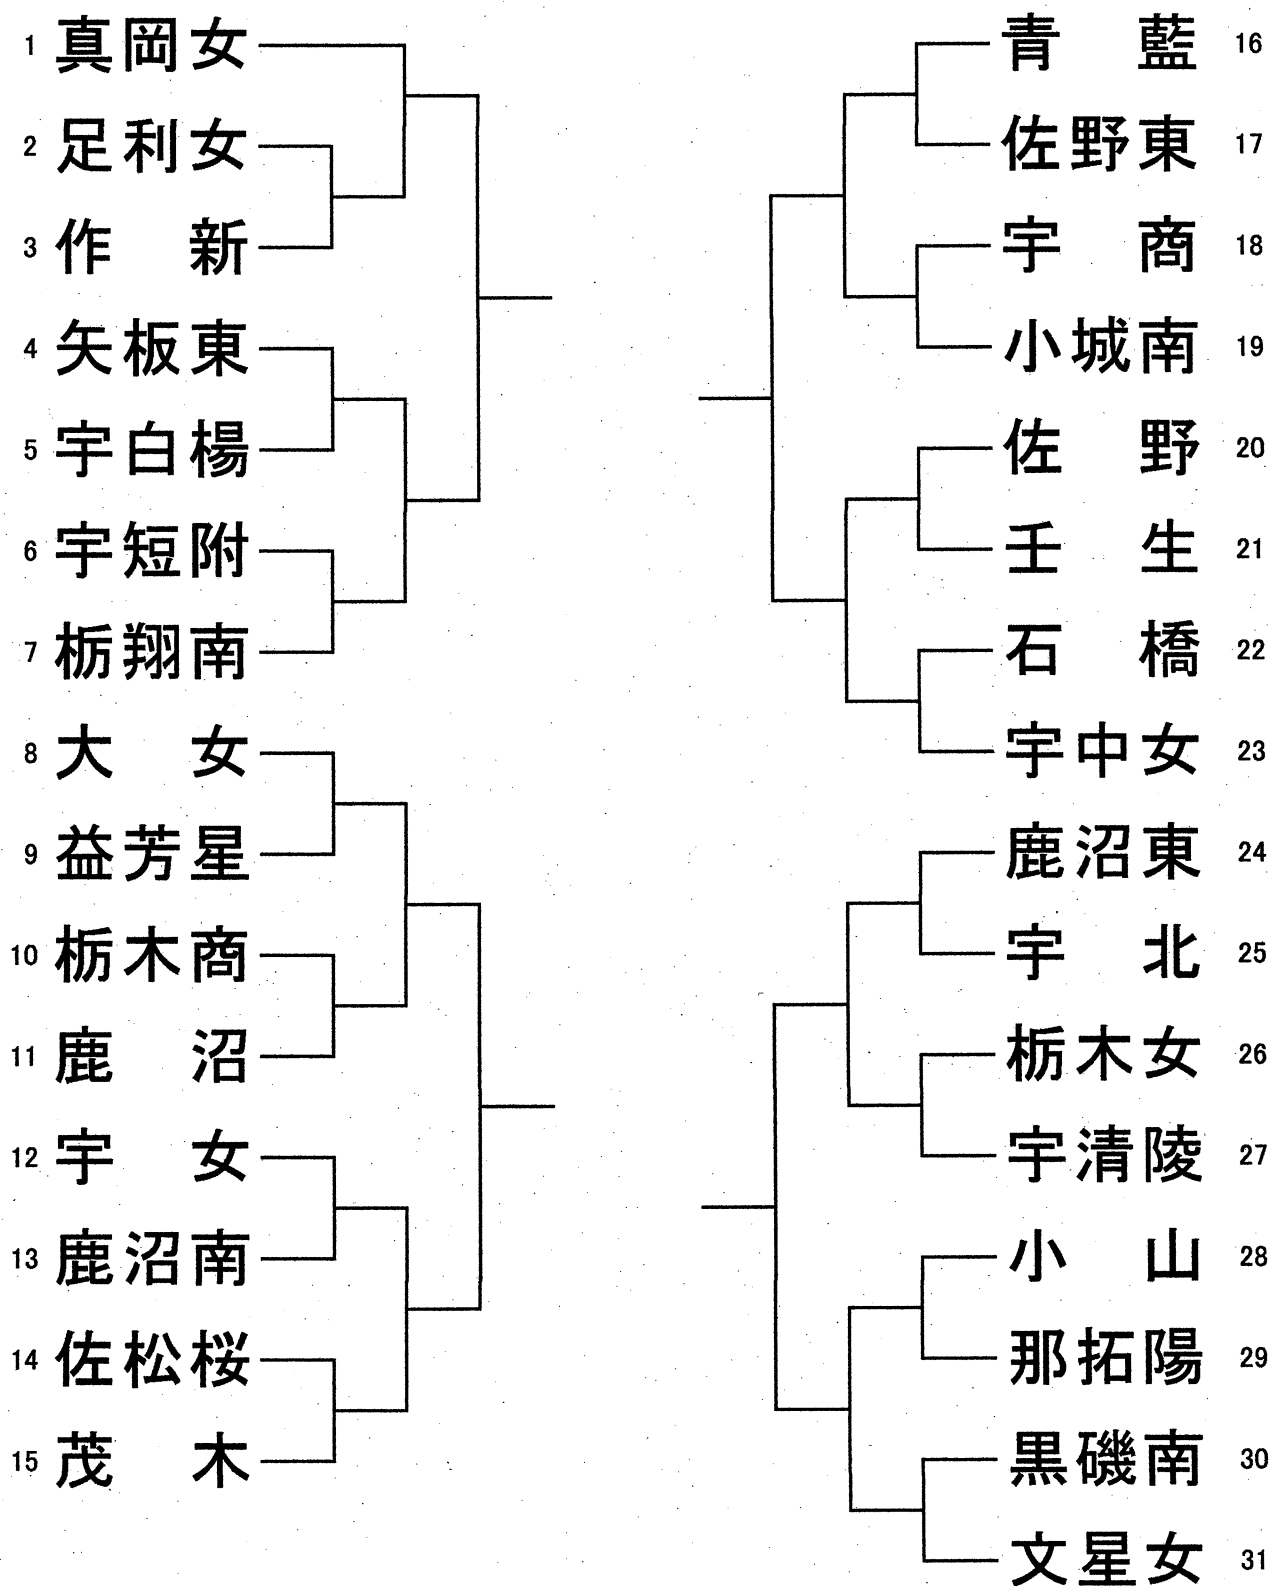 1 真岡女
2 足利女
3 作新
4 矢板東
5 宇白楊
6 宇短附
7 栃翔南
8 大女
9 益芳星
10 栃木商
11 鹿沼
12 宇女
13 鹿沼南
14 佐松桜
15 茂木
青藍 16
佐野東 17
宇商 18
小城南 19
佐野 20
壬生 21
石橋 22
宇中女 23
鹿沼東 24
宇北 25
栃木女 26
宇清陵 27
小山 28
那拓陽 29
黒磯南 30
文星女 31